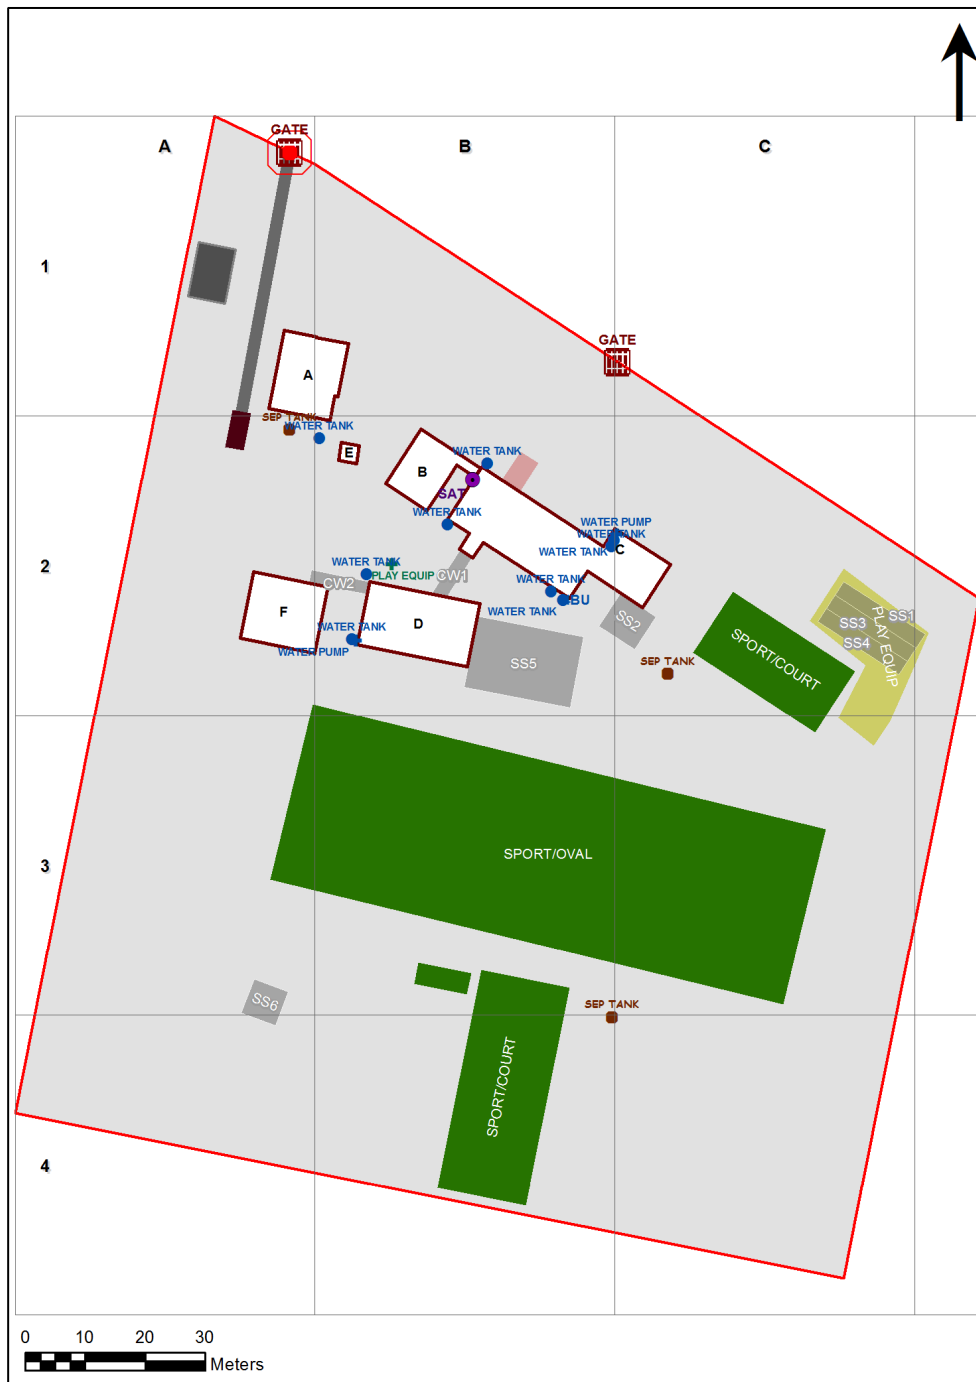 GATE
A
B
C
1
GATE
A
SEP TANK
WATER TANK
E
B
WATER TANK
SAT
WATER TANK
WATER PUMP
WATER TANK
WATER TANK
C
2
WATER TANK
PLAY EQUIP
CW1
CW2
WATER TANK
BU
WATER TANK
F
D
WATER TANK
WATER PUMP
SS2
SS1
SS3
SS4
PLAY EQUIP
SPORT/COURT
SS5
SEP TANK
SPORT/OVAL
3
SS6
SEP TANK
SPORT/COURT
4
0 10 20 30
Meters